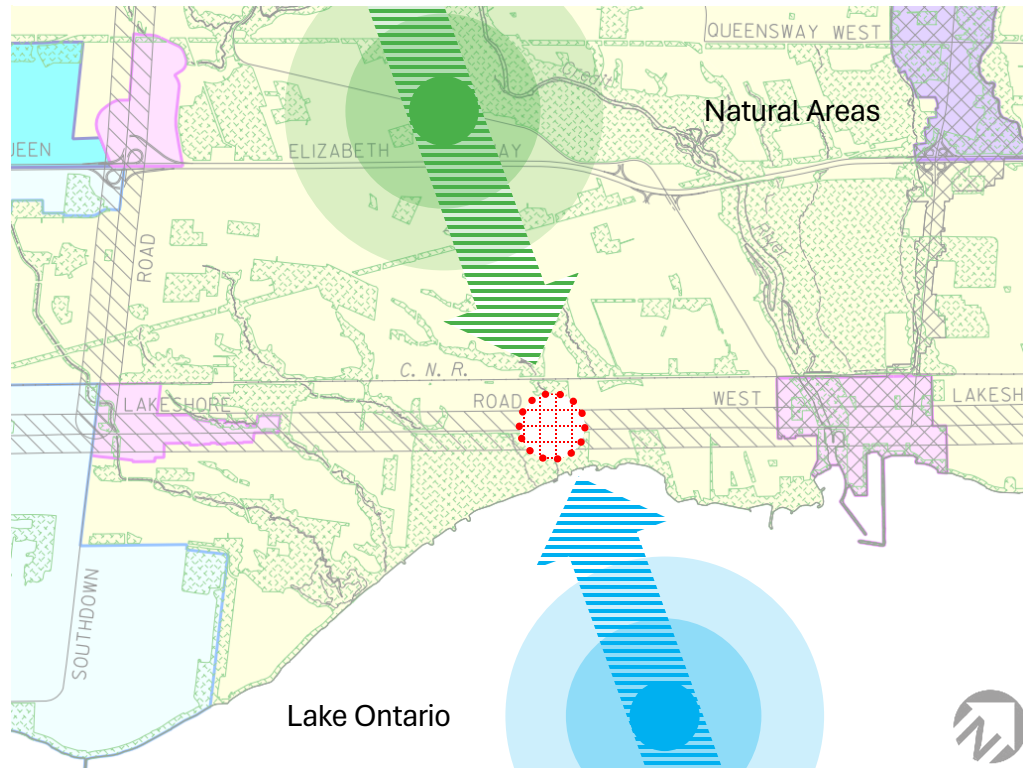 QUEENSWAY WEST
Credit
Natural Areas
UEEN
ELIZABETH
AY
River
ROAD
C. N. R.
LAKESHORE
ROAD
WEST
LAKESH
SOUTHDOWN
Lake Ontario
N